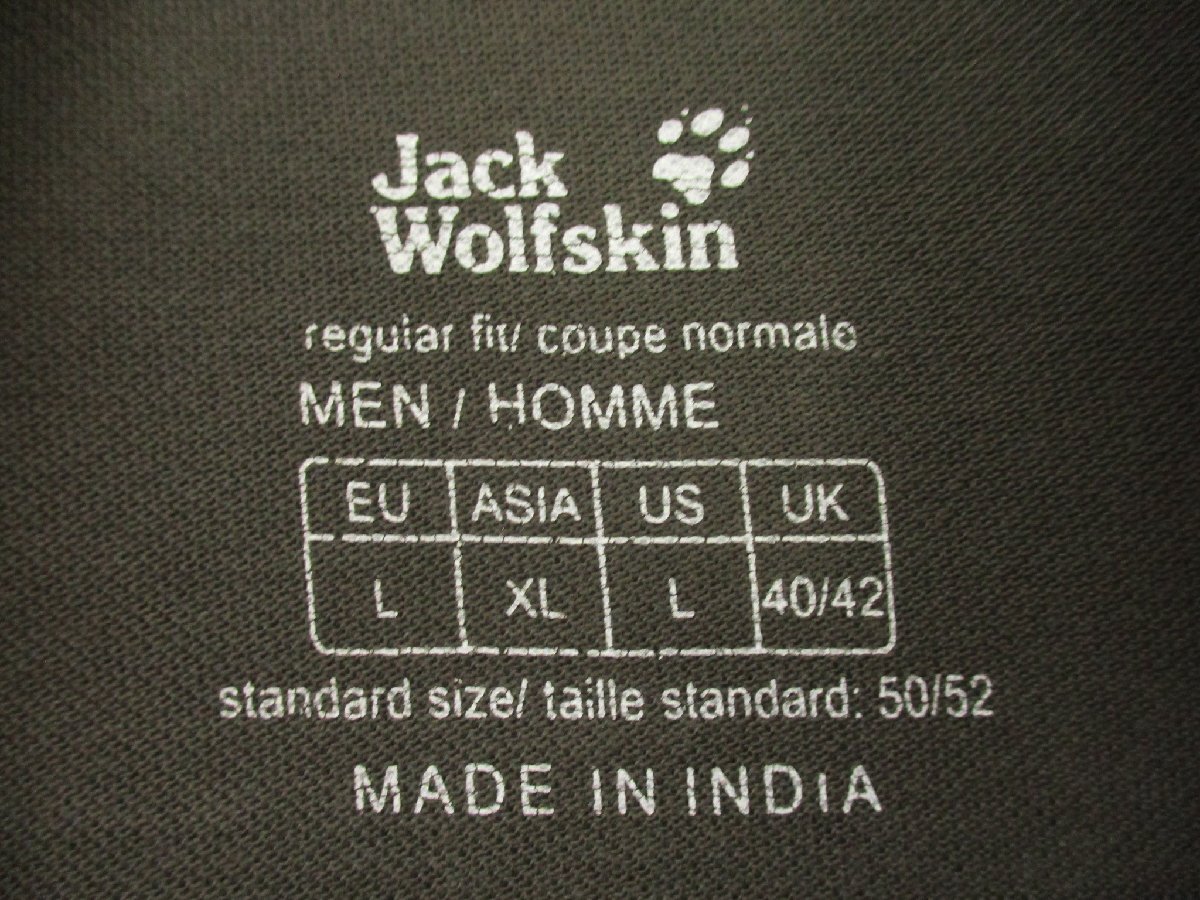 Jack
Wolfskin
regular fit/ coupe normale
MEN / HOMME
EU ASIA US UK
L XL L 40/42
standard size/ taille standard: 50/52
MADE IN INDIA